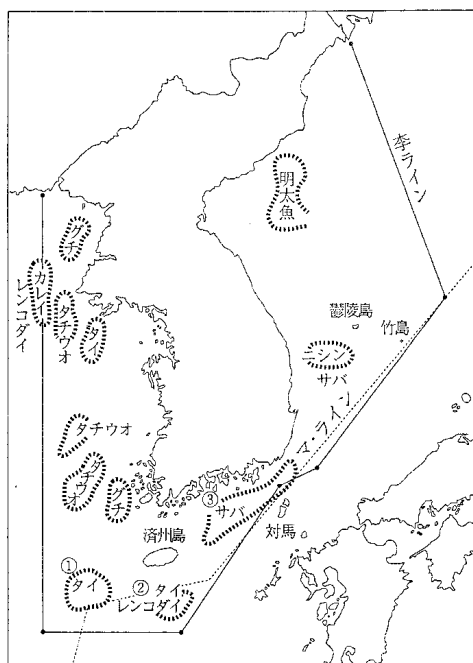 李ライン
明太魚
グチ
カレイ
レンコダイ
タチウオ
タイ
鬱陵島
竹島
ニシン
サバ
マ・ライン
タチウオ
タチウオ
グチ
③
サバ
済州島
対馬
①
タイ
②
タイ
レンコダイ